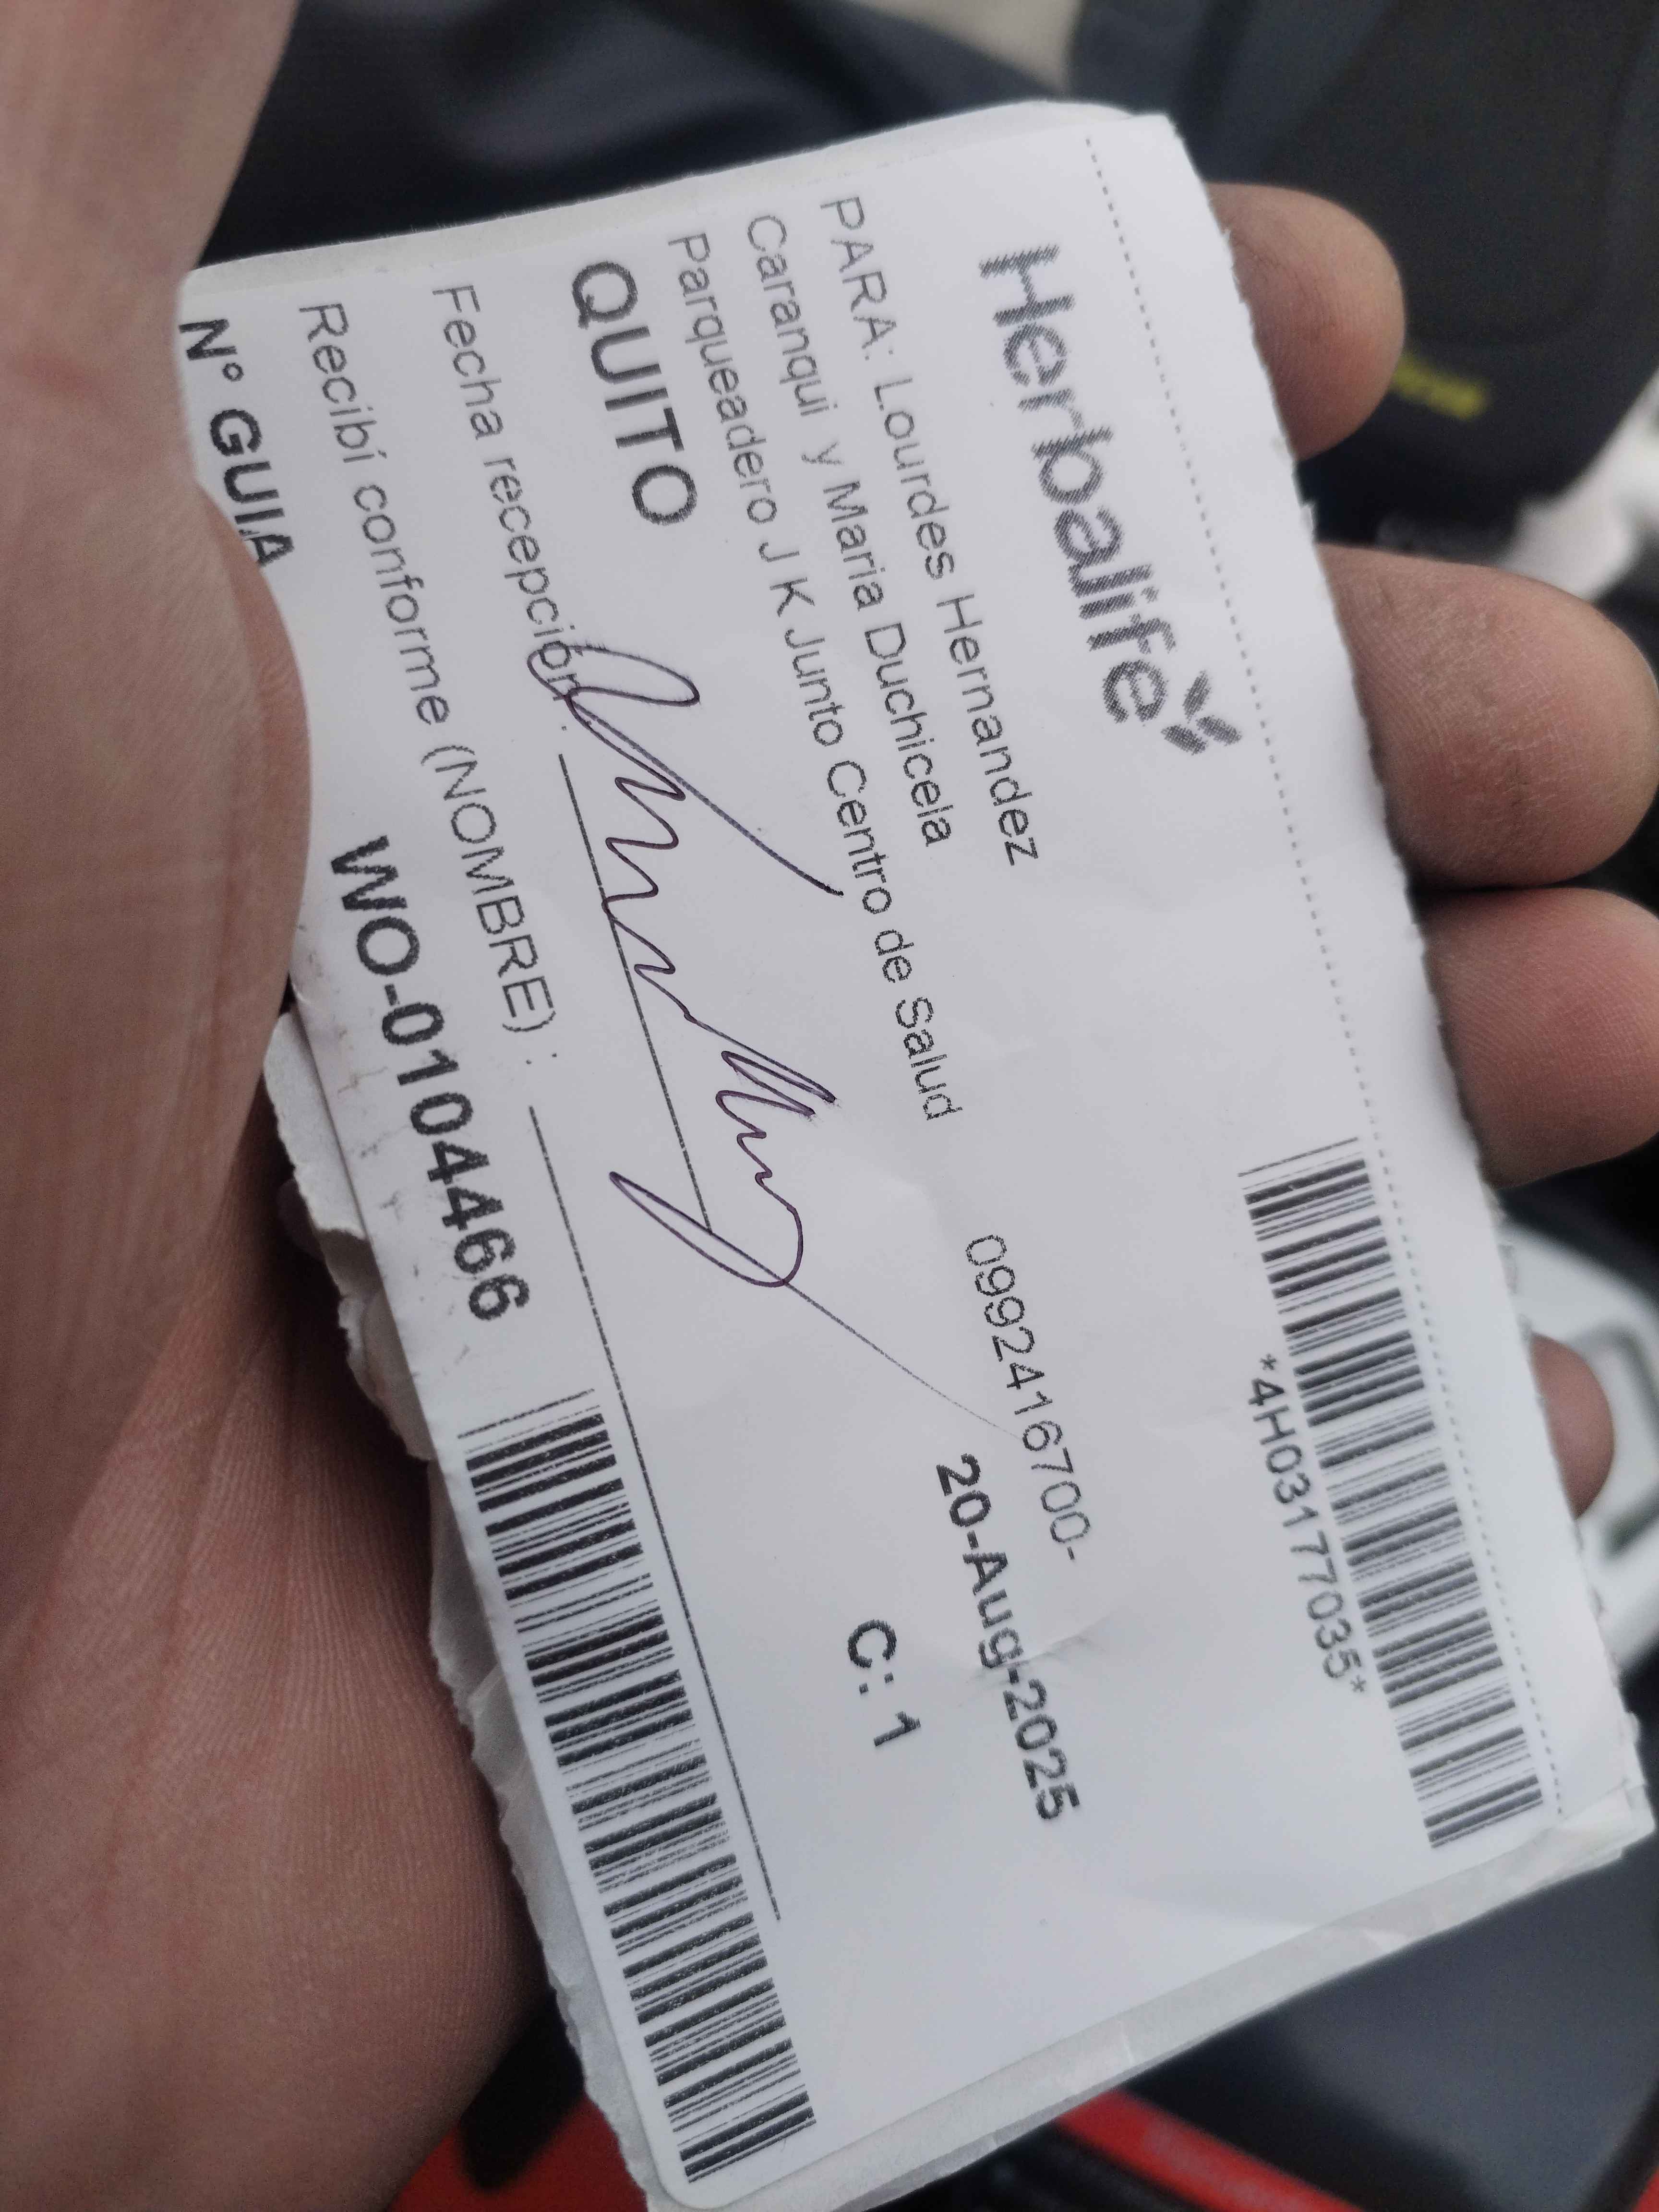 Herbalife
*4H03177035*
PARA: Lourdes Hernandez
0992416700-
Caranqui y Maria Duchicela
20-Aug-2025
Parqueadero J K Junto Centro de Salud
QUITO
C: 1
Fecha recepción :
Recibí conforme (NOMBRE) :
Nº GUIA WO-0104466